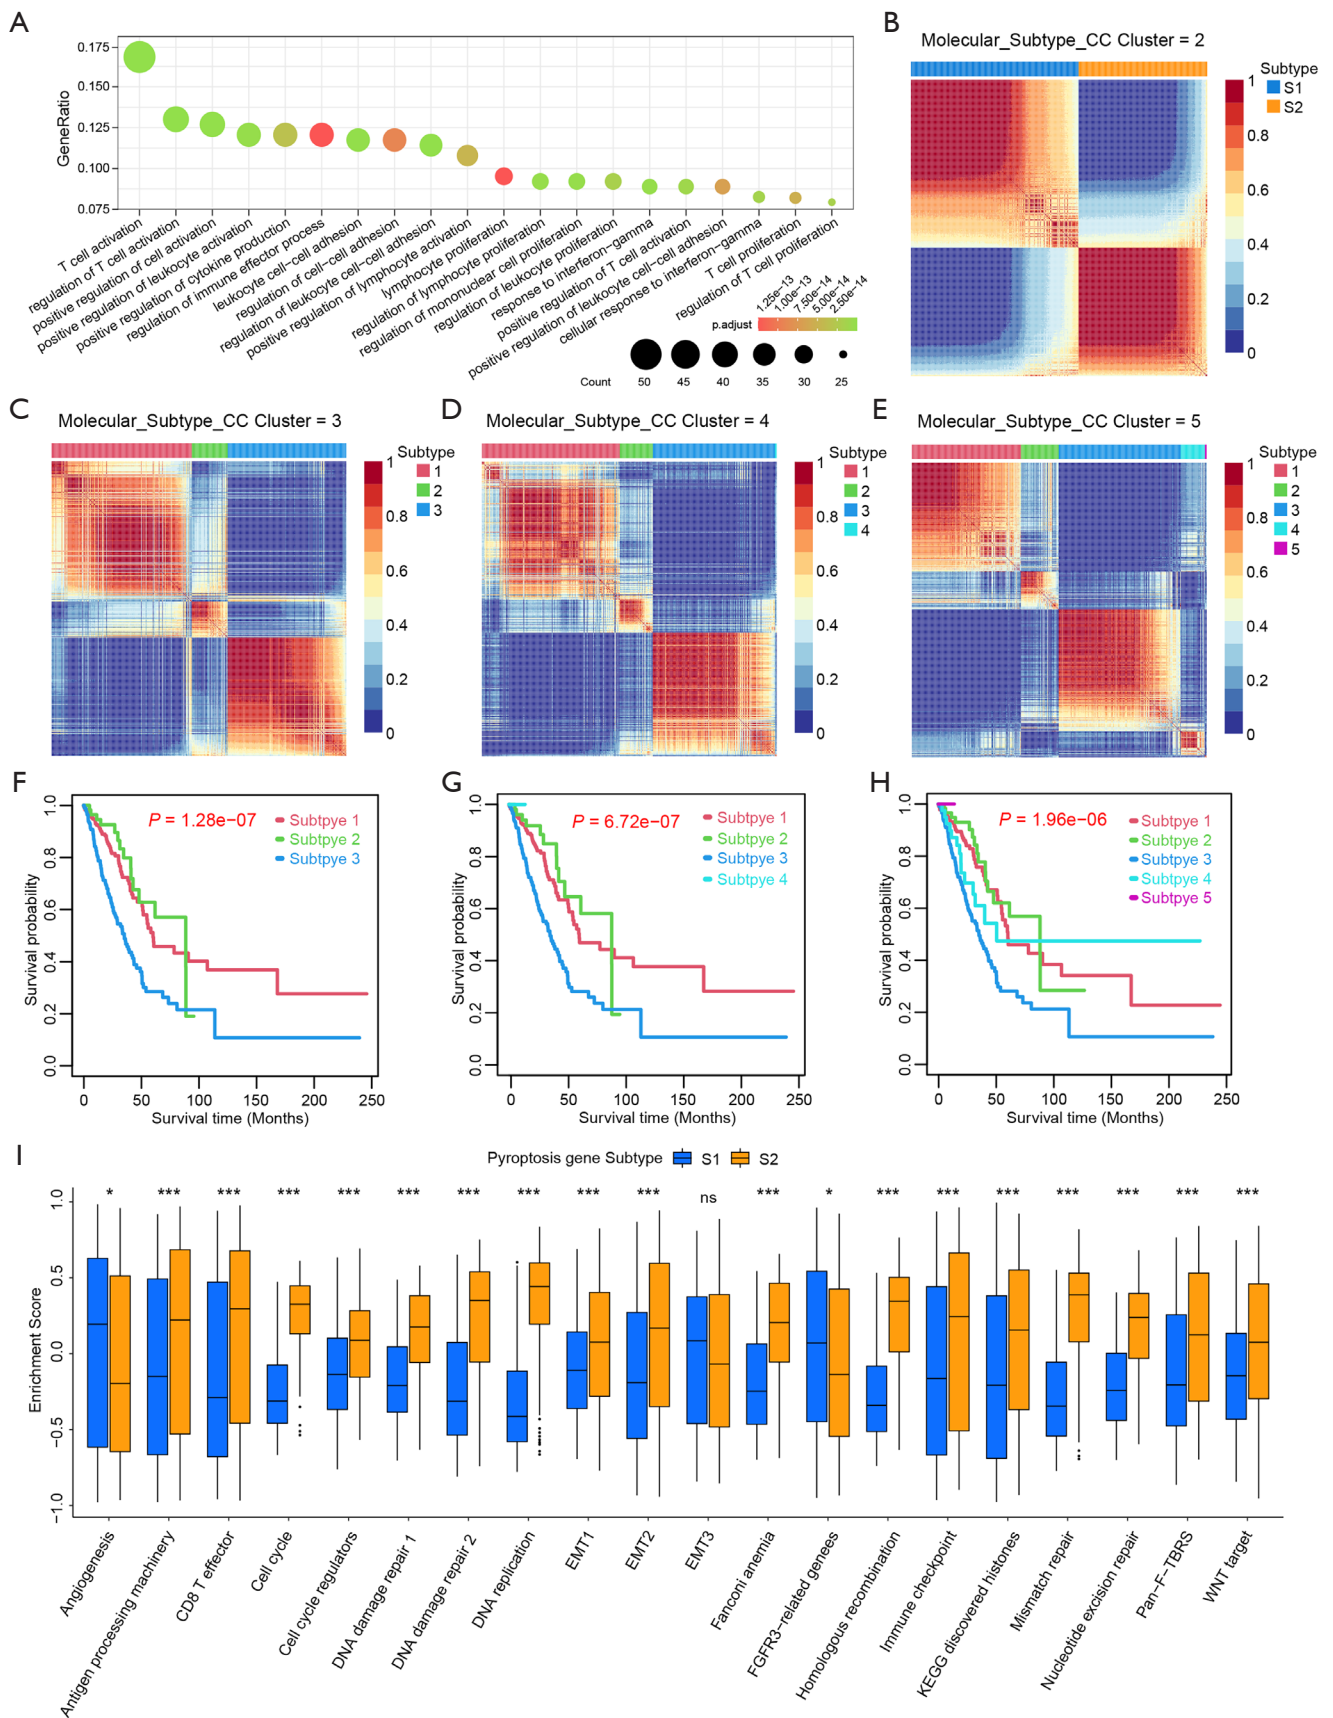 A
GeneRatio
0.175
0.150
0.125
0.100
0.075
T cell activation
regulation of T cell activation
positive regulation of cell activation
positive regulation of leukocyte activation
positive regulation of cytokine production
regulation of immune effector process
leukocyte cell−cell adhesion
regulation of cell−cell adhesion
regulation of leukocyte cell−cell adhesion
positive regulation of lymphocyte activation
lymphocyte proliferation
regulation of lymphocyte proliferation
regulation of mononuclear cell proliferation
regulation of leukocyte proliferation
response to interferon−gamma
positive regulation of T cell activation
positive regulation of leukocyte cell−cell adhesion
cellular response to interferon−gamma
T cell proliferation
regulation of T cell proliferation
p.adjust
1.25e−13
1.00e−13
7.50e−14
5.00e−14
2.50e−14
Count
50 45 40 35 30 25
B
Molecular_Subtype_CC Cluster = 2
Subtype
S1
S2
1
0.8
0.6
0.4
0.2
0
C
Molecular_Subtype_CC Cluster = 3
Subtype
1
2
3
1
0.8
0.6
0.4
0.2
0
D
Molecular_Subtype_CC Cluster = 4
Subtype
1
2
3
4
1
0.8
0.6
0.4
0.2
0
E
Molecular_Subtype_CC Cluster = 5
Subtype
1
2
3
4
5
1
0.8
0.6
0.4
0.2
0
F
P = 1.28e−07
Subtpye 1
Subtpye 2
Subtpye 3
Survival probability
1.0
0.8
0.6
0.4
0.2
0.0
0 50 100 150 200 250
Survival time (Months)
G
P = 6.72e−07
Subtpye 1
Subtpye 2
Subtpye 3
Subtpye 4
Survival probability
1.0
0.8
0.6
0.4
0.2
0.0
0 50 100 150 200 250
Survival time (Months)
H
P = 1.96e−06
Subtpye 1
Subtpye 2
Subtpye 3
Subtpye 4
Subtpye 5
Survival probability
1.0
0.8
0.6
0.4
0.2
0.0
0 50 100 150 200 250
Survival time (Months)
I
Pyroptosis gene Subtype S1 S2
* *** *** *** *** *** *** *** *** *** ns *** * *** *** *** *** *** *** ***
Enrichment Score
1.0
0.5
0.0
−0.5
−1.0
Angiogenesis
Antigen processing machinery
CD8 T effector
Cell cycle
Cell cycle regulators
DNA damage repair 1
DNA damage repair 2
DNA replication
EMT1
EMT2
EMT3
Fanconi anemia
FGFR3−related genees
Homologous recombination
Immune checkpoint
KEGG discovered histones
Mismatch repair
Nucleotide excision repair
Pan−F−TBRS
WNT target